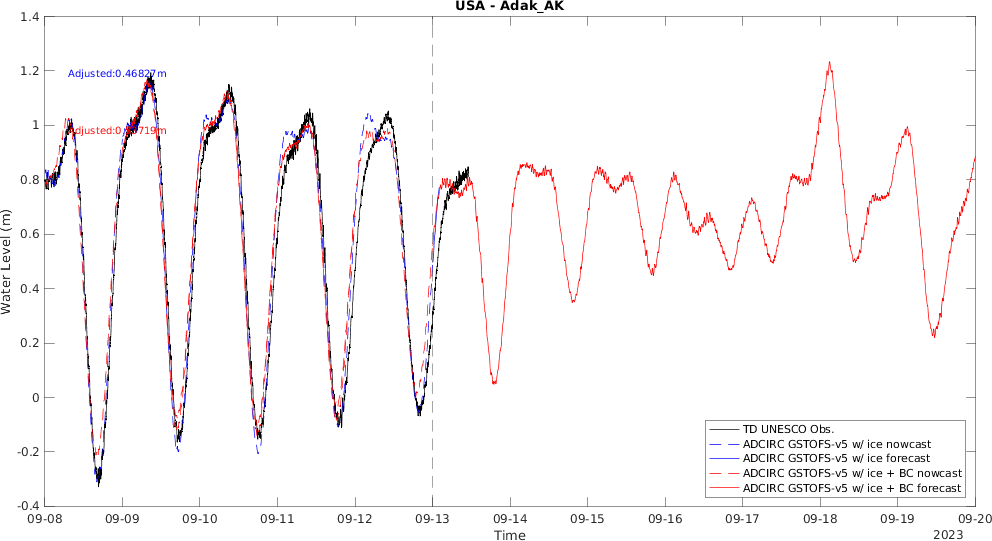 USA - Adak_AK
1.4
1.2
1
0.8
0.6
0.4
0.2
0
-0.2
-0.4
Water Level (m)
Adjusted:0.46827m
TD UNESCO Obs.
ADCIRC GSTOFS-v5 w/ ice nowcast
ADCIRC GSTOFS-v5 w/ ice forecast
ADCIRC GSTOFS-v5 w/ ice + BC nowcast
ADCIRC GSTOFS-v5 w/ ice + BC forecast
09-08 09-09 09-10 09-11 09-12 09-13 09-14 09-15 09-16 09-17 09-18 09-19 09-20
Time
2023